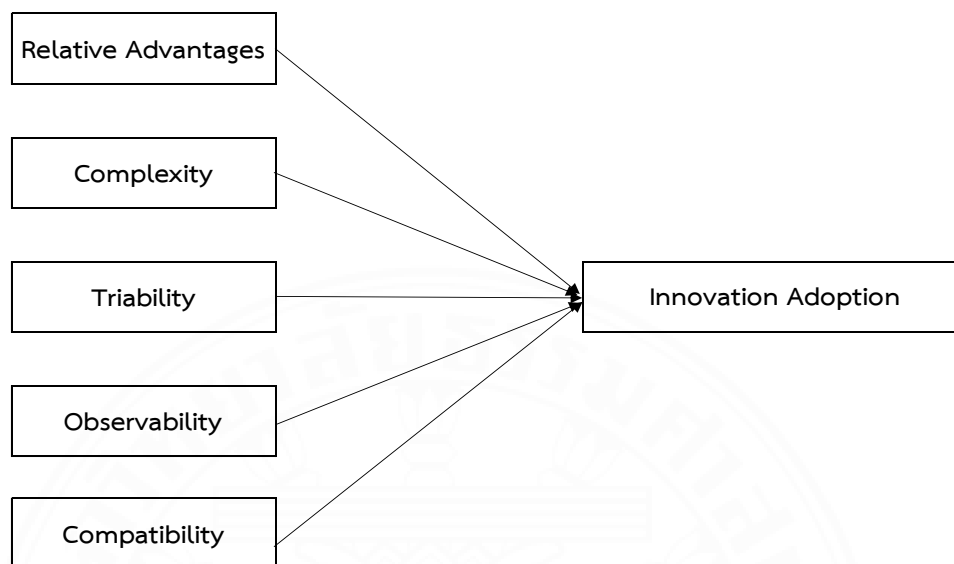 Relative Advantages
Complexity
Triability
Innovation Adoption
Observability
Compatibility